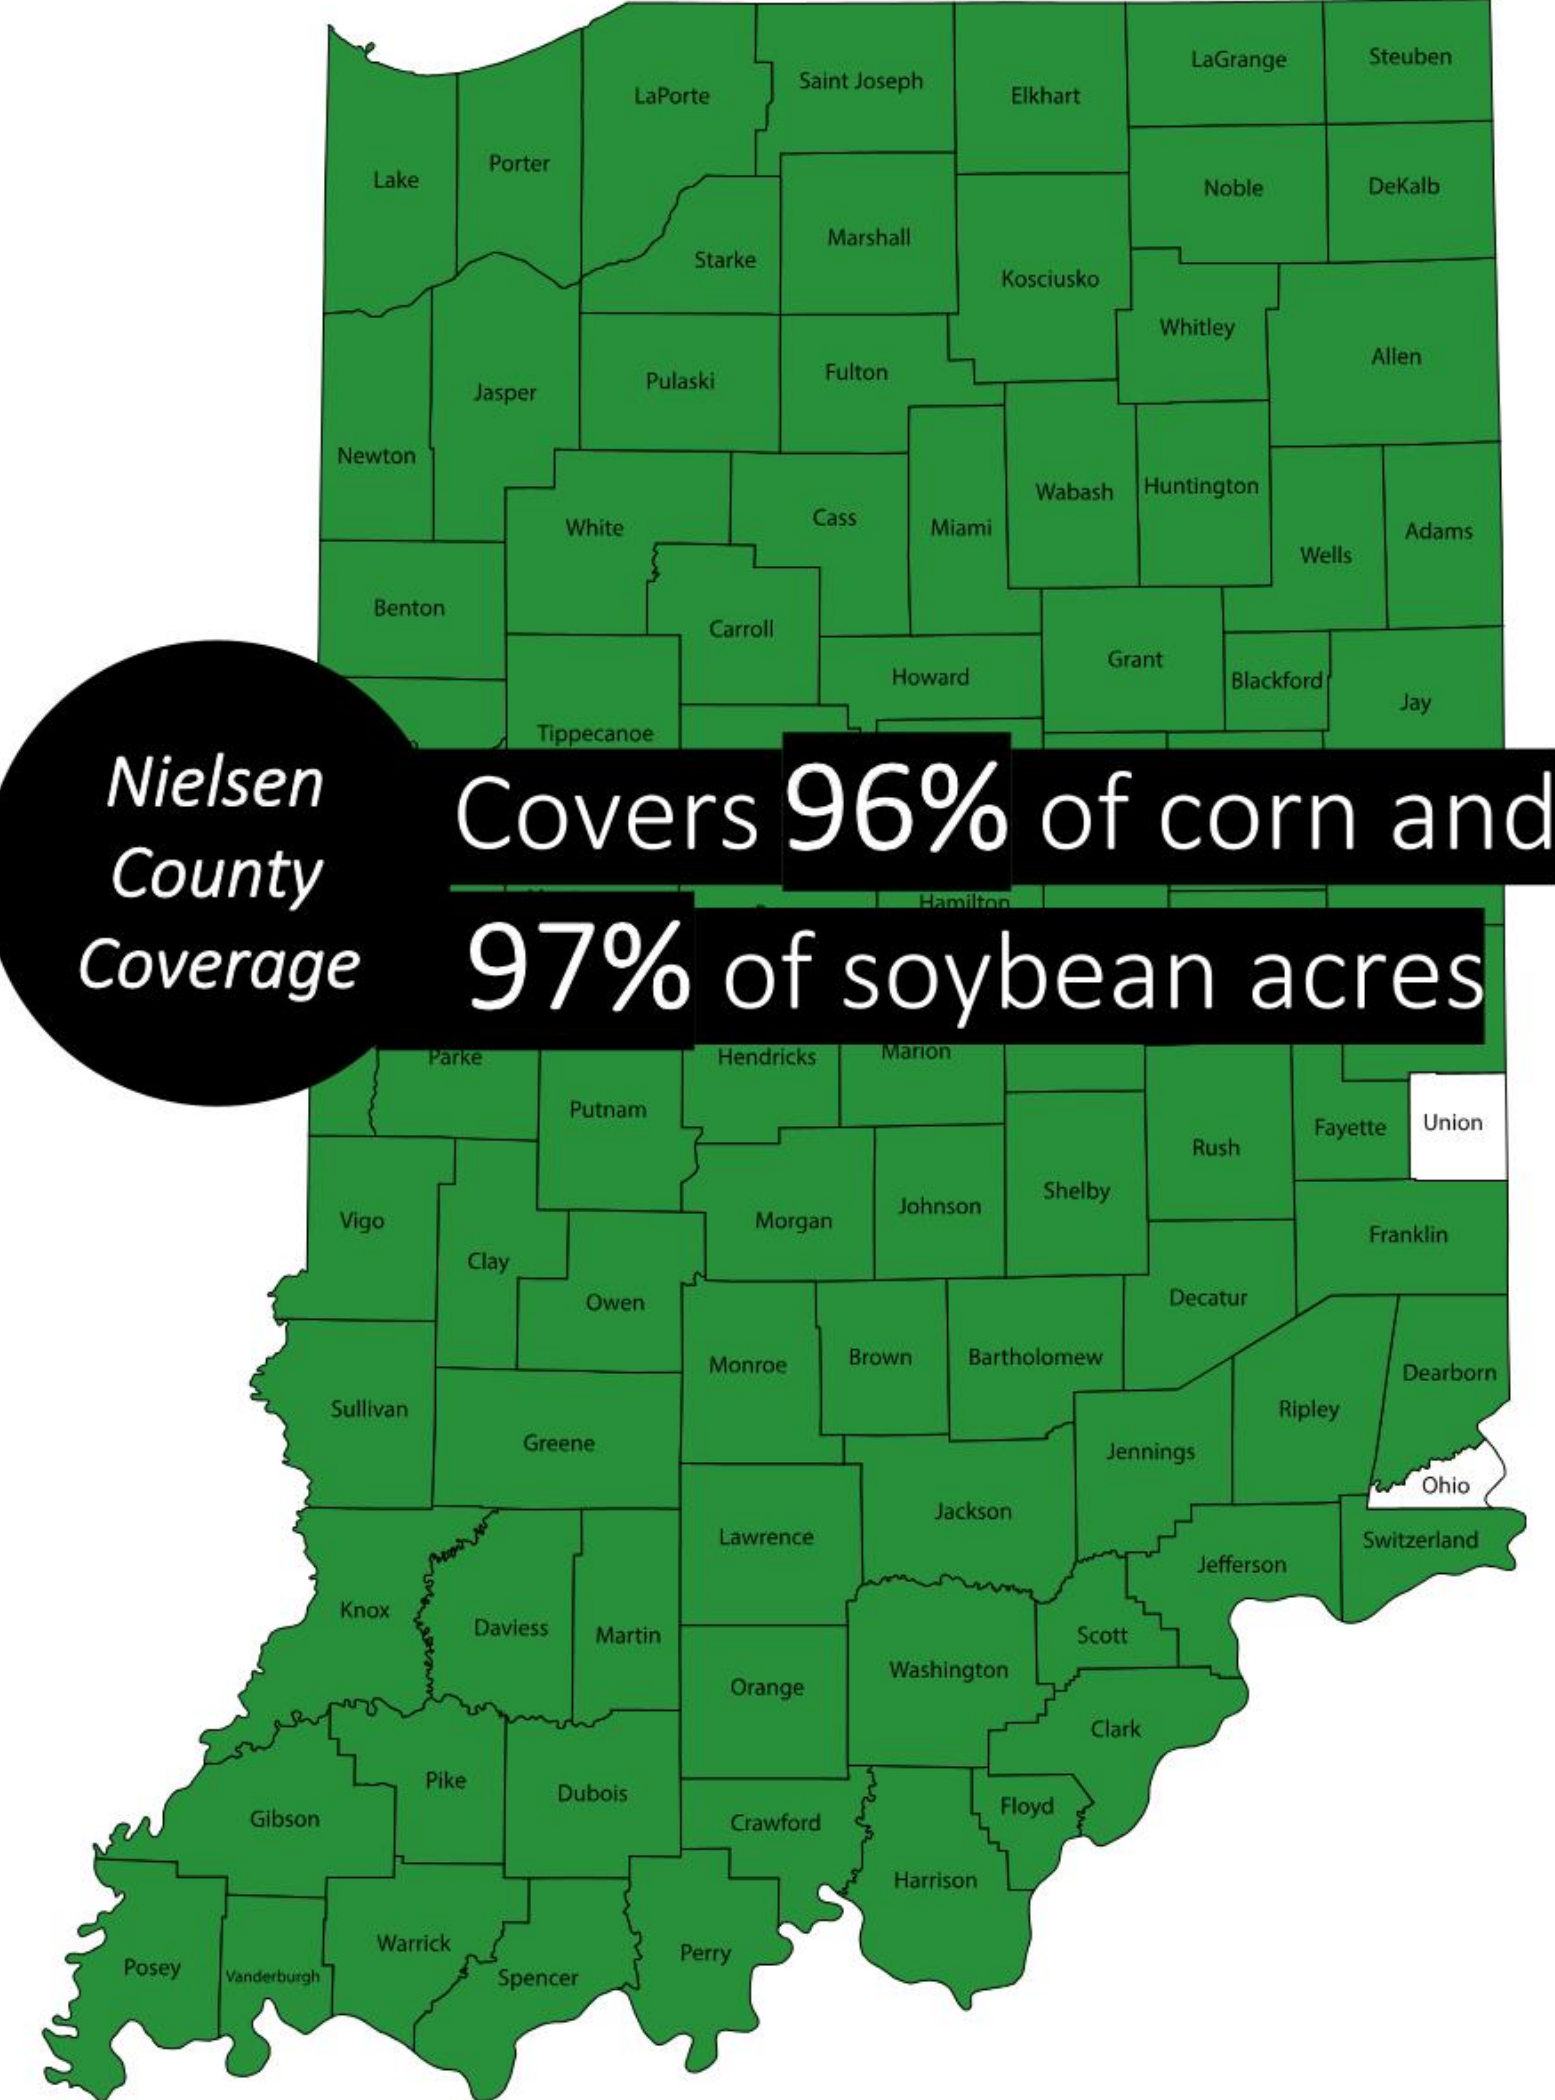 LaGrange
Steuben
Saint Joseph
LaPorte
Elkhart
Porter
Lake
Noble
DeKalb
Marshall
Starke
Kosciusko
Whitley
Allen
Fulton
Pulaski
Jasper
Newton
Wabash
Huntington
Cass
Miami
White
Adams
Wells
Benton
Carroll
Grant
Howard
Blackford
Jay
Tippecanoe
Nielsen
County
Coverage
Covers 96% of corn and
Hamilton
97% of soybean acres
Parke
Hendricks
Marion
Putnam
Fayette
Union
Rush
Shelby
Johnson
Morgan
Vigo
Franklin
Clay
Owen
Decatur
Monroe
Brown
Bartholomew
Dearborn
Sullivan
Ripley
Greene
Jennings
Ohio
Jackson
Lawrence
Switzerland
Jefferson
Knox
Daviess
Martin
Scott
Washington
Orange
Clark
Pike
Dubois
Floyd
Gibson
Crawford
Harrison
Warrick
Perry
Posey
Vanderburgh
Spencer